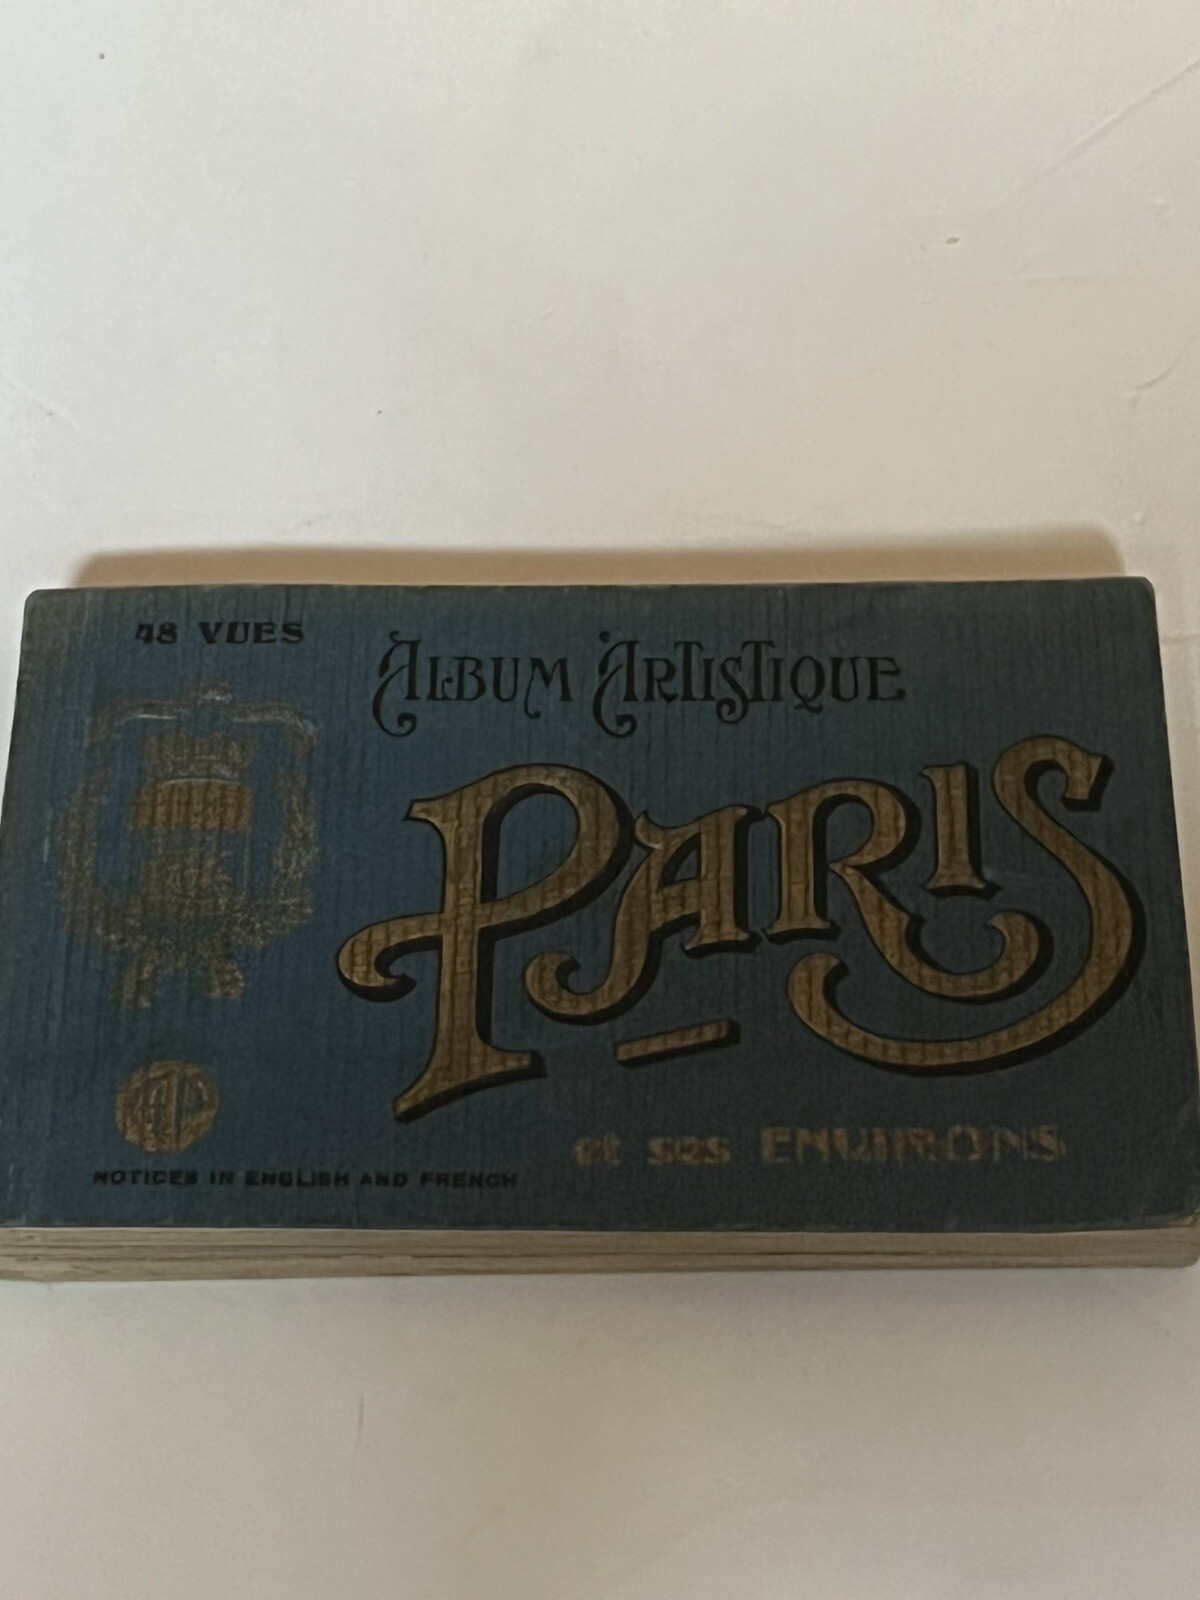 48 VUES
ALBUM ARTISTIQUE
PARIS
et ses ENVIRONS
NOTICES IN ENGLISH AND FRENCH